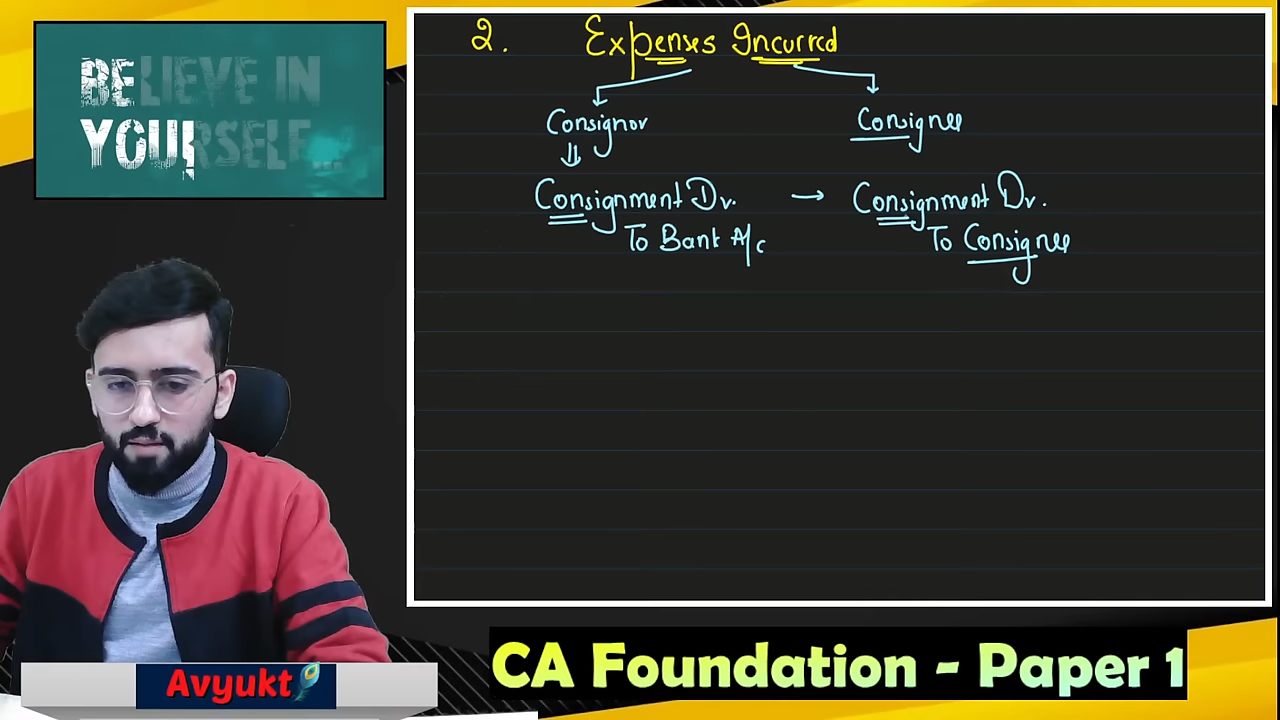 BELIEVE IN
YOURSELF...
2. Expenses Incurred
Consignor Consignee
Consignment Dr. → Consignment Dr.
To Bank A/c To Consignee
Avyukt
CA Foundation - Paper 1